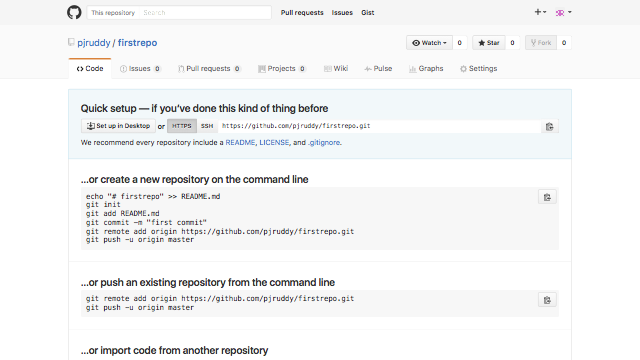 This repository Search Pull requests Issues Gist
pjruddy / firstrepo Watch 0 Star 0 Fork 0
Code Issues 0 Pull requests 0 Projects 0 Wiki Pulse Graphs Settings
Quick setup — if you've done this kind of thing before
Set up in Desktop or HTTPS SSH https://github.com/pjruddy/firstrepo.git
We recommend every repository include a README, LICENSE, and .gitignore.
...or create a new repository on the command line
echo "# firstrepo" >> README.md
git init
git add README.md
git commit -m "first commit"
git remote add origin https://github.com/pjruddy/firstrepo.git
git push -u origin master
...or push an existing repository from the command line
git remote add origin https://github.com/pjruddy/firstrepo.git
git push -u origin master
...or import code from another repository